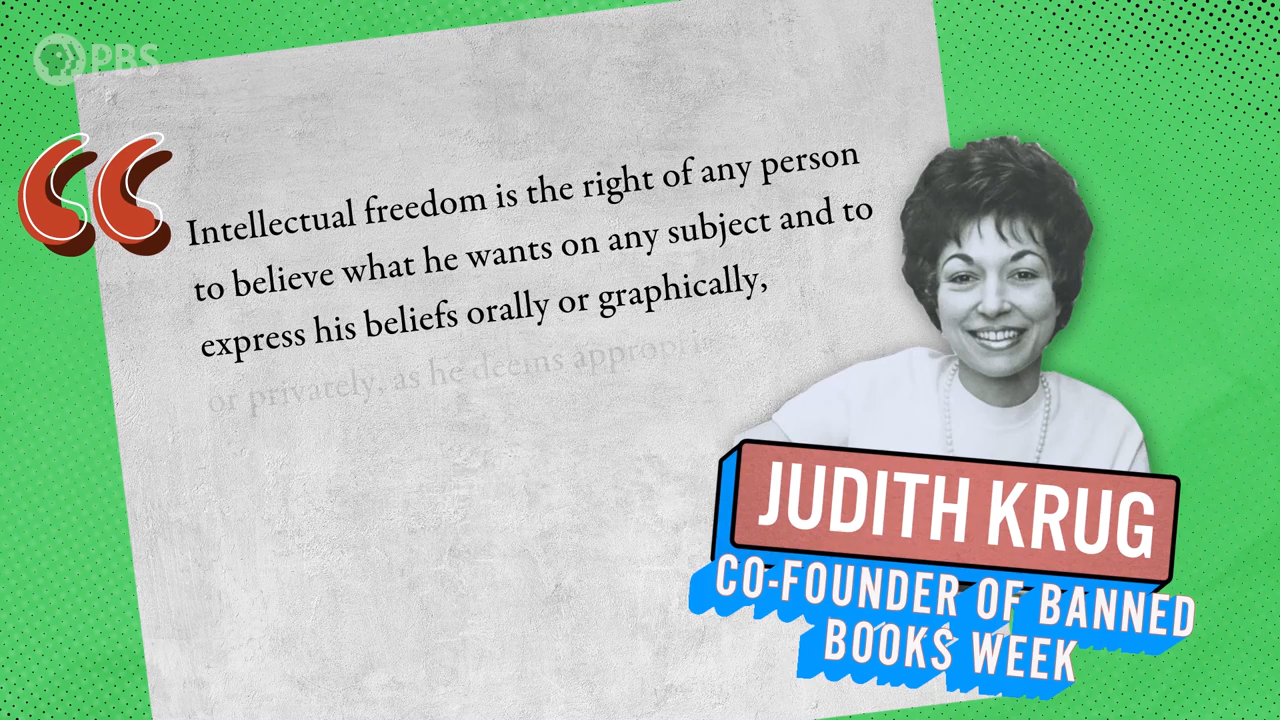 PBS
Intellectual freedom is the right of any person
to believe what he wants on any subject and to
express his beliefs orally or graphically,
or privately, as he deems
JUDITH KRUG
CO-FOUNDER OF BANNED
BOOKS WEEK